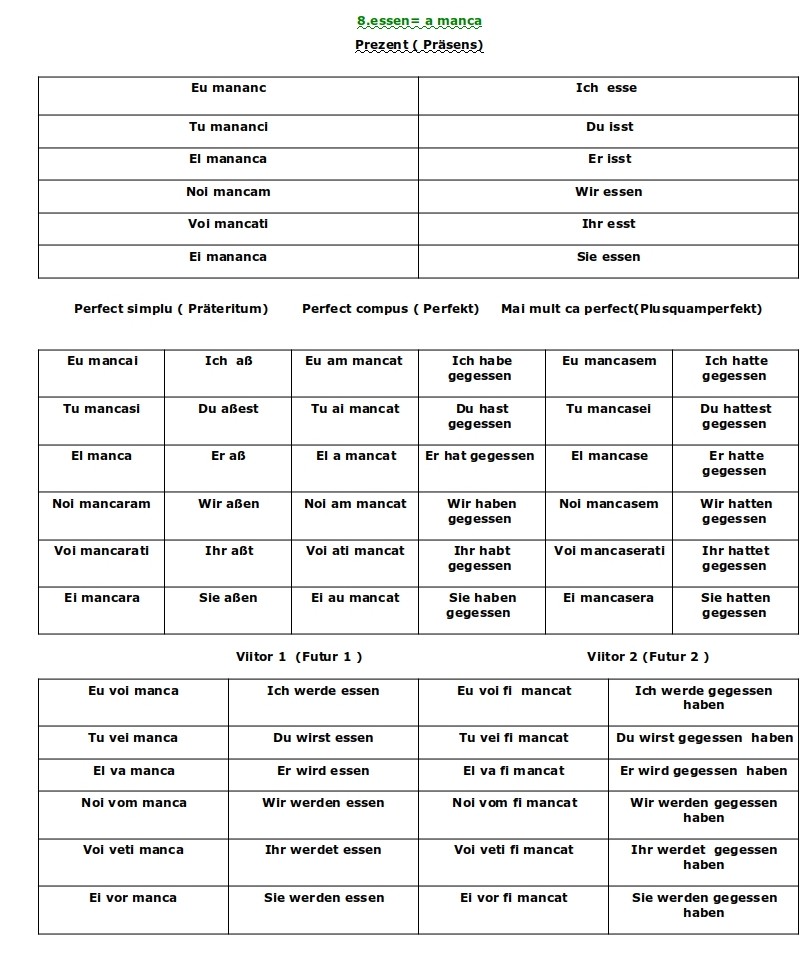 8.essen= a manca
Prezent ( Präsens)
Eu mananc Ich esse
Tu mananci Du isst
El mananca Er isst
Noi mancam Wir essen
Voi mancati Ihr esst
Ei mananca Sie essen
Perfect simplu ( Präteritum) Perfect compus ( Perfekt) Mai mult ca perfect(Plusquamperfekt)
Eu mancai Ich aß Eu am mancat Ich habe Eu mancasem Ich hatte
gegessen gegessen
Tu mancasi Du aßest Tu ai mancat Du hast Tu mancasei Du hattest
gegessen gegessen
El manca Er aß El a mancat Er hat gegessen El mancase Er hatte
gegessen
Noi mancaram Wir aßen Noi am mancat Wir haben Noi mancasem Wir hatten
gegessen gegessen
Voi mancarati Ihr aßt Voi ati mancat Ihr habt Voi mancaserati Ihr hattet
gegessen gegessen
Ei mancara Sie aßen Ei au mancat Sie haben Ei mancasera Sie hatten
gegessen gegessen
Viitor 1 (Futur 1 ) Viitor 2 (Futur 2 )
Eu voi manca Ich werde essen Eu voi fi mancat Ich werde gegessen
haben
Tu vei manca Du wirst essen Tu vei fi mancat Du wirst gegessen haben
El va manca Er wird essen El va fi mancat Er wird gegessen haben
Noi vom manca Wir werden essen Noi vom fi mancat Wir werden gegessen
haben
Voi veti manca Ihr werdet essen Voi veti fi mancat Ihr werdet gegessen
haben
Ei vor manca Sie werden essen Ei vor fi mancat Sie werden gegessen
haben